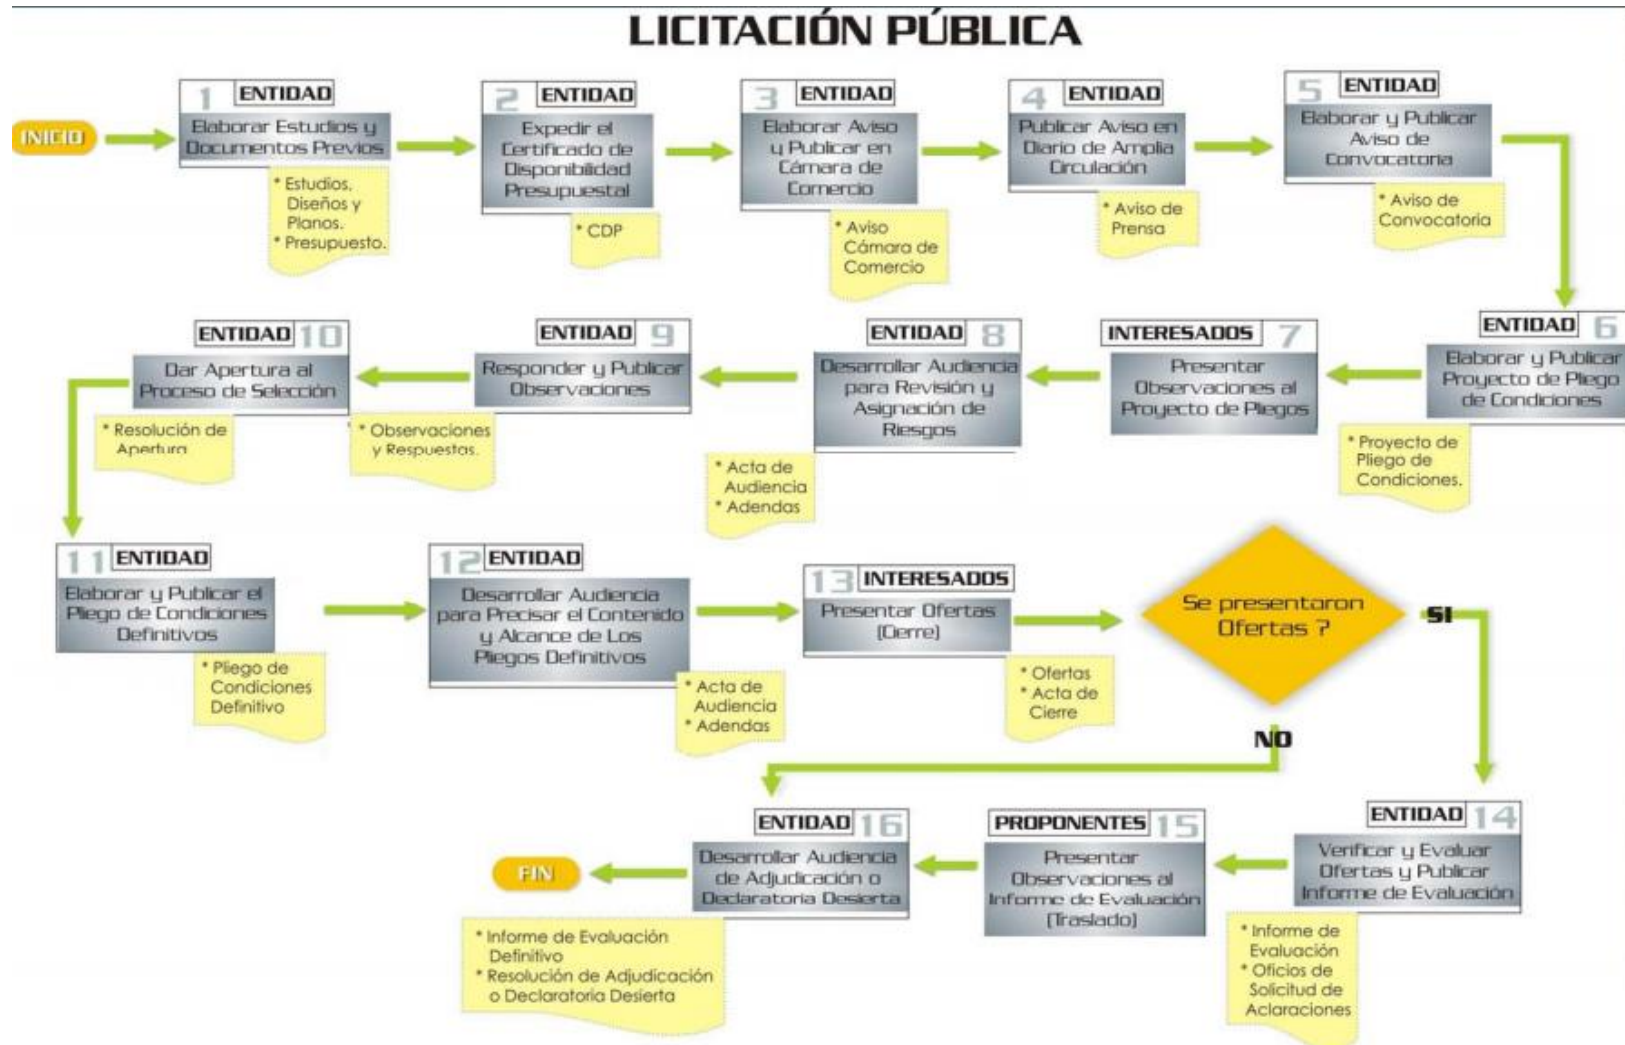 LICITACIÓN PÚBLICA
INICIO
1 ENTIDAD
Elaborar Estudios y
Documentos Previos
* Estudios,
Diseños y
Planos.
* Presupuesto.
2 ENTIDAD
Expedir el
Certificado de
Disponibilidad
Presupuestal
* CDP
3 ENTIDAD
Elaborar Aviso
y Publicar en
Cámara de
Comercio
* Aviso
Cámara de
Comercio
4 ENTIDAD
Publicar Aviso en
Diario de Amplia
Circulación
* Aviso de
Prensa
5 ENTIDAD
Elaborar y Publicar
Aviso de
Convocatoria
* Aviso de
Convocatoria
ENTIDAD 6
Elaborar y Publicar
Proyecto de Pliego
de Condiciones
* Proyecto de
Pliego de
Condiciones.
INTERESADOS 7
Presentar
Observaciones al
Proyecto de Pliegos
ENTIDAD 8
Desarrollar Audiencia
para Revisión y
Asignación de
Riesgos
* Acta de
Audiencia
* Adendas
ENTIDAD 9
Responder y Publicar
Observaciones
* Observaciones
y Respuestas.
ENTIDAD 10
Dar Apertura al
Proceso de Selección
* Resolución de
Apertura
11 ENTIDAD
Elaborar y Publicar el
Pliego de Condiciones
Definitivos
* Pliego de
Condiciones
Definitivo
12 ENTIDAD
Desarrollar Audiencia
para Precisar el Contenido
y Alcance de Los
Pliegos Definitivos
* Acta de
Audiencia
* Adendas
13 INTERESADOS
Presentar Ofertas
(Cierre)
* Ofertas
* Acta de
Cierre
Se presentaron
Ofertas ?
SI
NO
ENTIDAD 14
Verificar y Evaluar
Ofertas y Publicar
Informe de Evaluación
* Informe de
Evaluación
* Oficios de
Solicitud de
Aclaraciones
PROPONENTES 15
Presentar
Observaciones al
Informe de Evaluación
(Traslado)
ENTIDAD 16
Desarrollar Audiencia
de Adjudicación o
Declaratoria Desierta
* Informe de Evaluación
Definitivo
* Resolución de Adjudicación
o Declaratoria Desierta
FIN